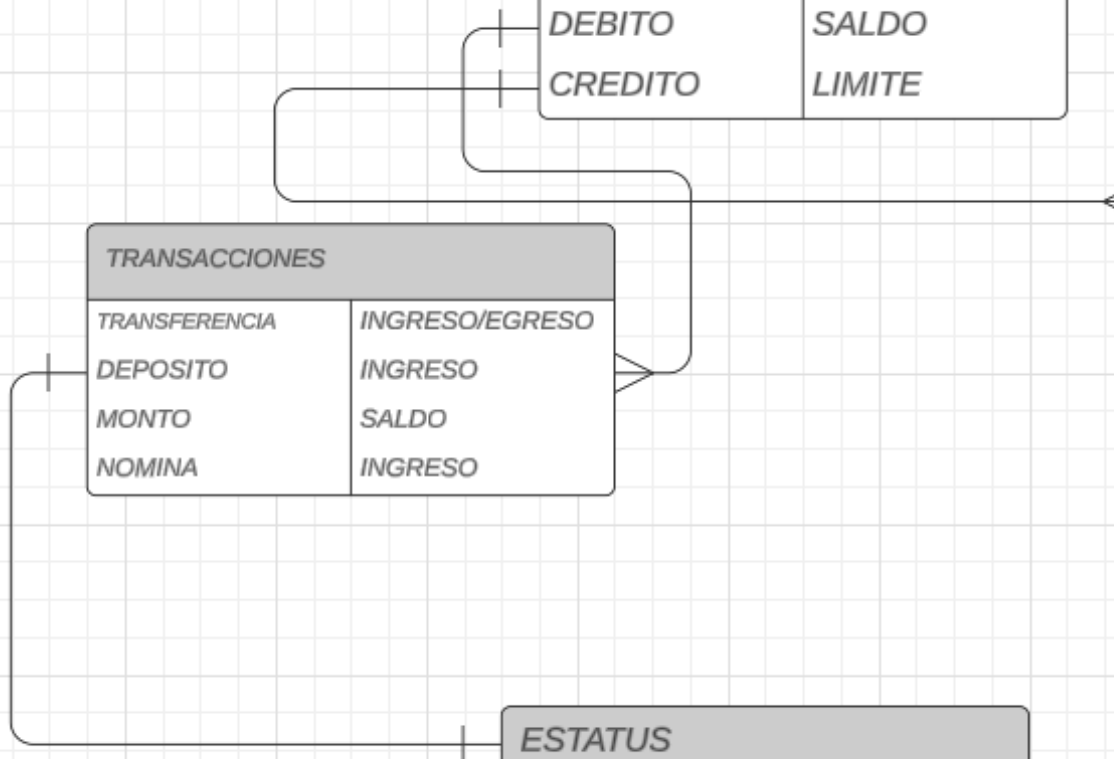 DEBITO SALDO
CREDITO LIMITE
TRANSACCIONES
TRANSFERENCIA INGRESO/EGRESO
DEPOSITO INGRESO
MONTO SALDO
NOMINA INGRESO
ESTATUS